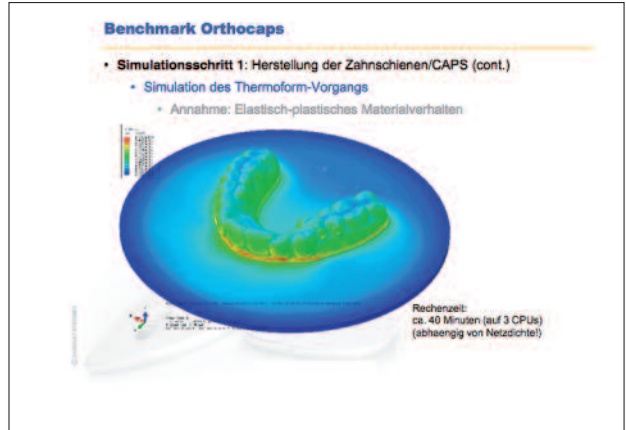 Benchmark Orthocaps
• Simulationsschritt 1: Herstellung der Zahnschienen/CAPS (cont.)
• Simulation des Thermoform-Vorgangs
• Annahme: Elastisch-plastisches Materialverhalten
Rechenzeit:
ca. 40 Minuten (auf 3 CPUs)
(abhaengig von Netzdichte!)